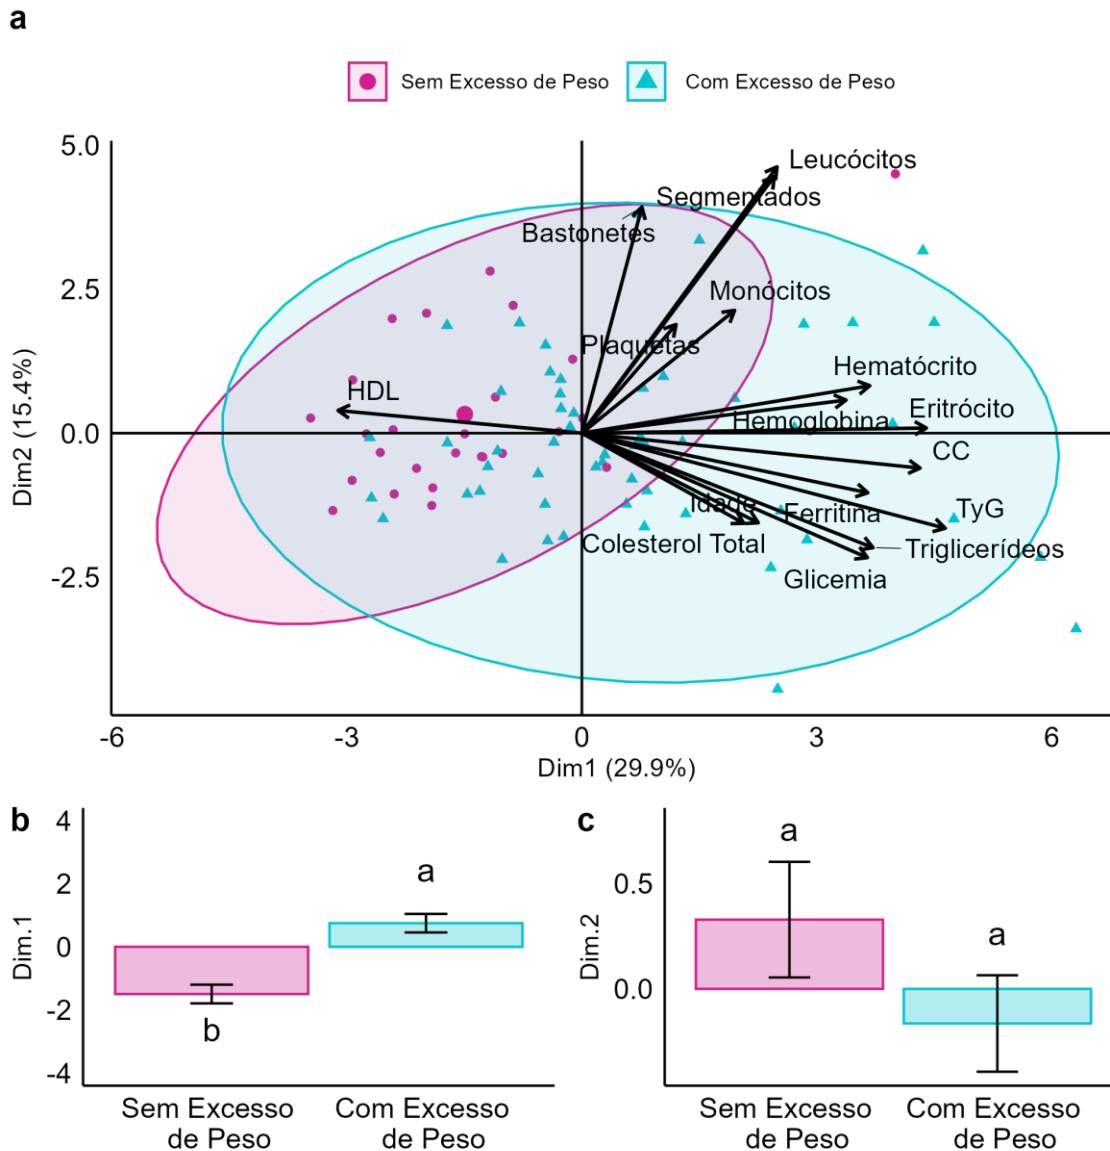 a
Sem Excesso de Peso
Com Excesso de Peso
5.0
2.5
0.0
-2.5
Dim2 (15.4%)
Leucócitos
Segmentados
Bastonetes
Monócitos
Plaquetas
HDL
Hematócrito
Hemoglobina
Eritrócito
CC
Idade
Ferritina
TyG
Colesterol Total
Triglicerídeos
Glicemia
-6
-3
0
3
6
Dim1 (29.9%)
b
4
2
0
-2
-4
Dim.1
a
b
Sem Excesso
de Peso
Com Excesso
de Peso
c
0.5
0.0
Dim.2
a
a
Sem Excesso
de Peso
Com Excesso
de Peso